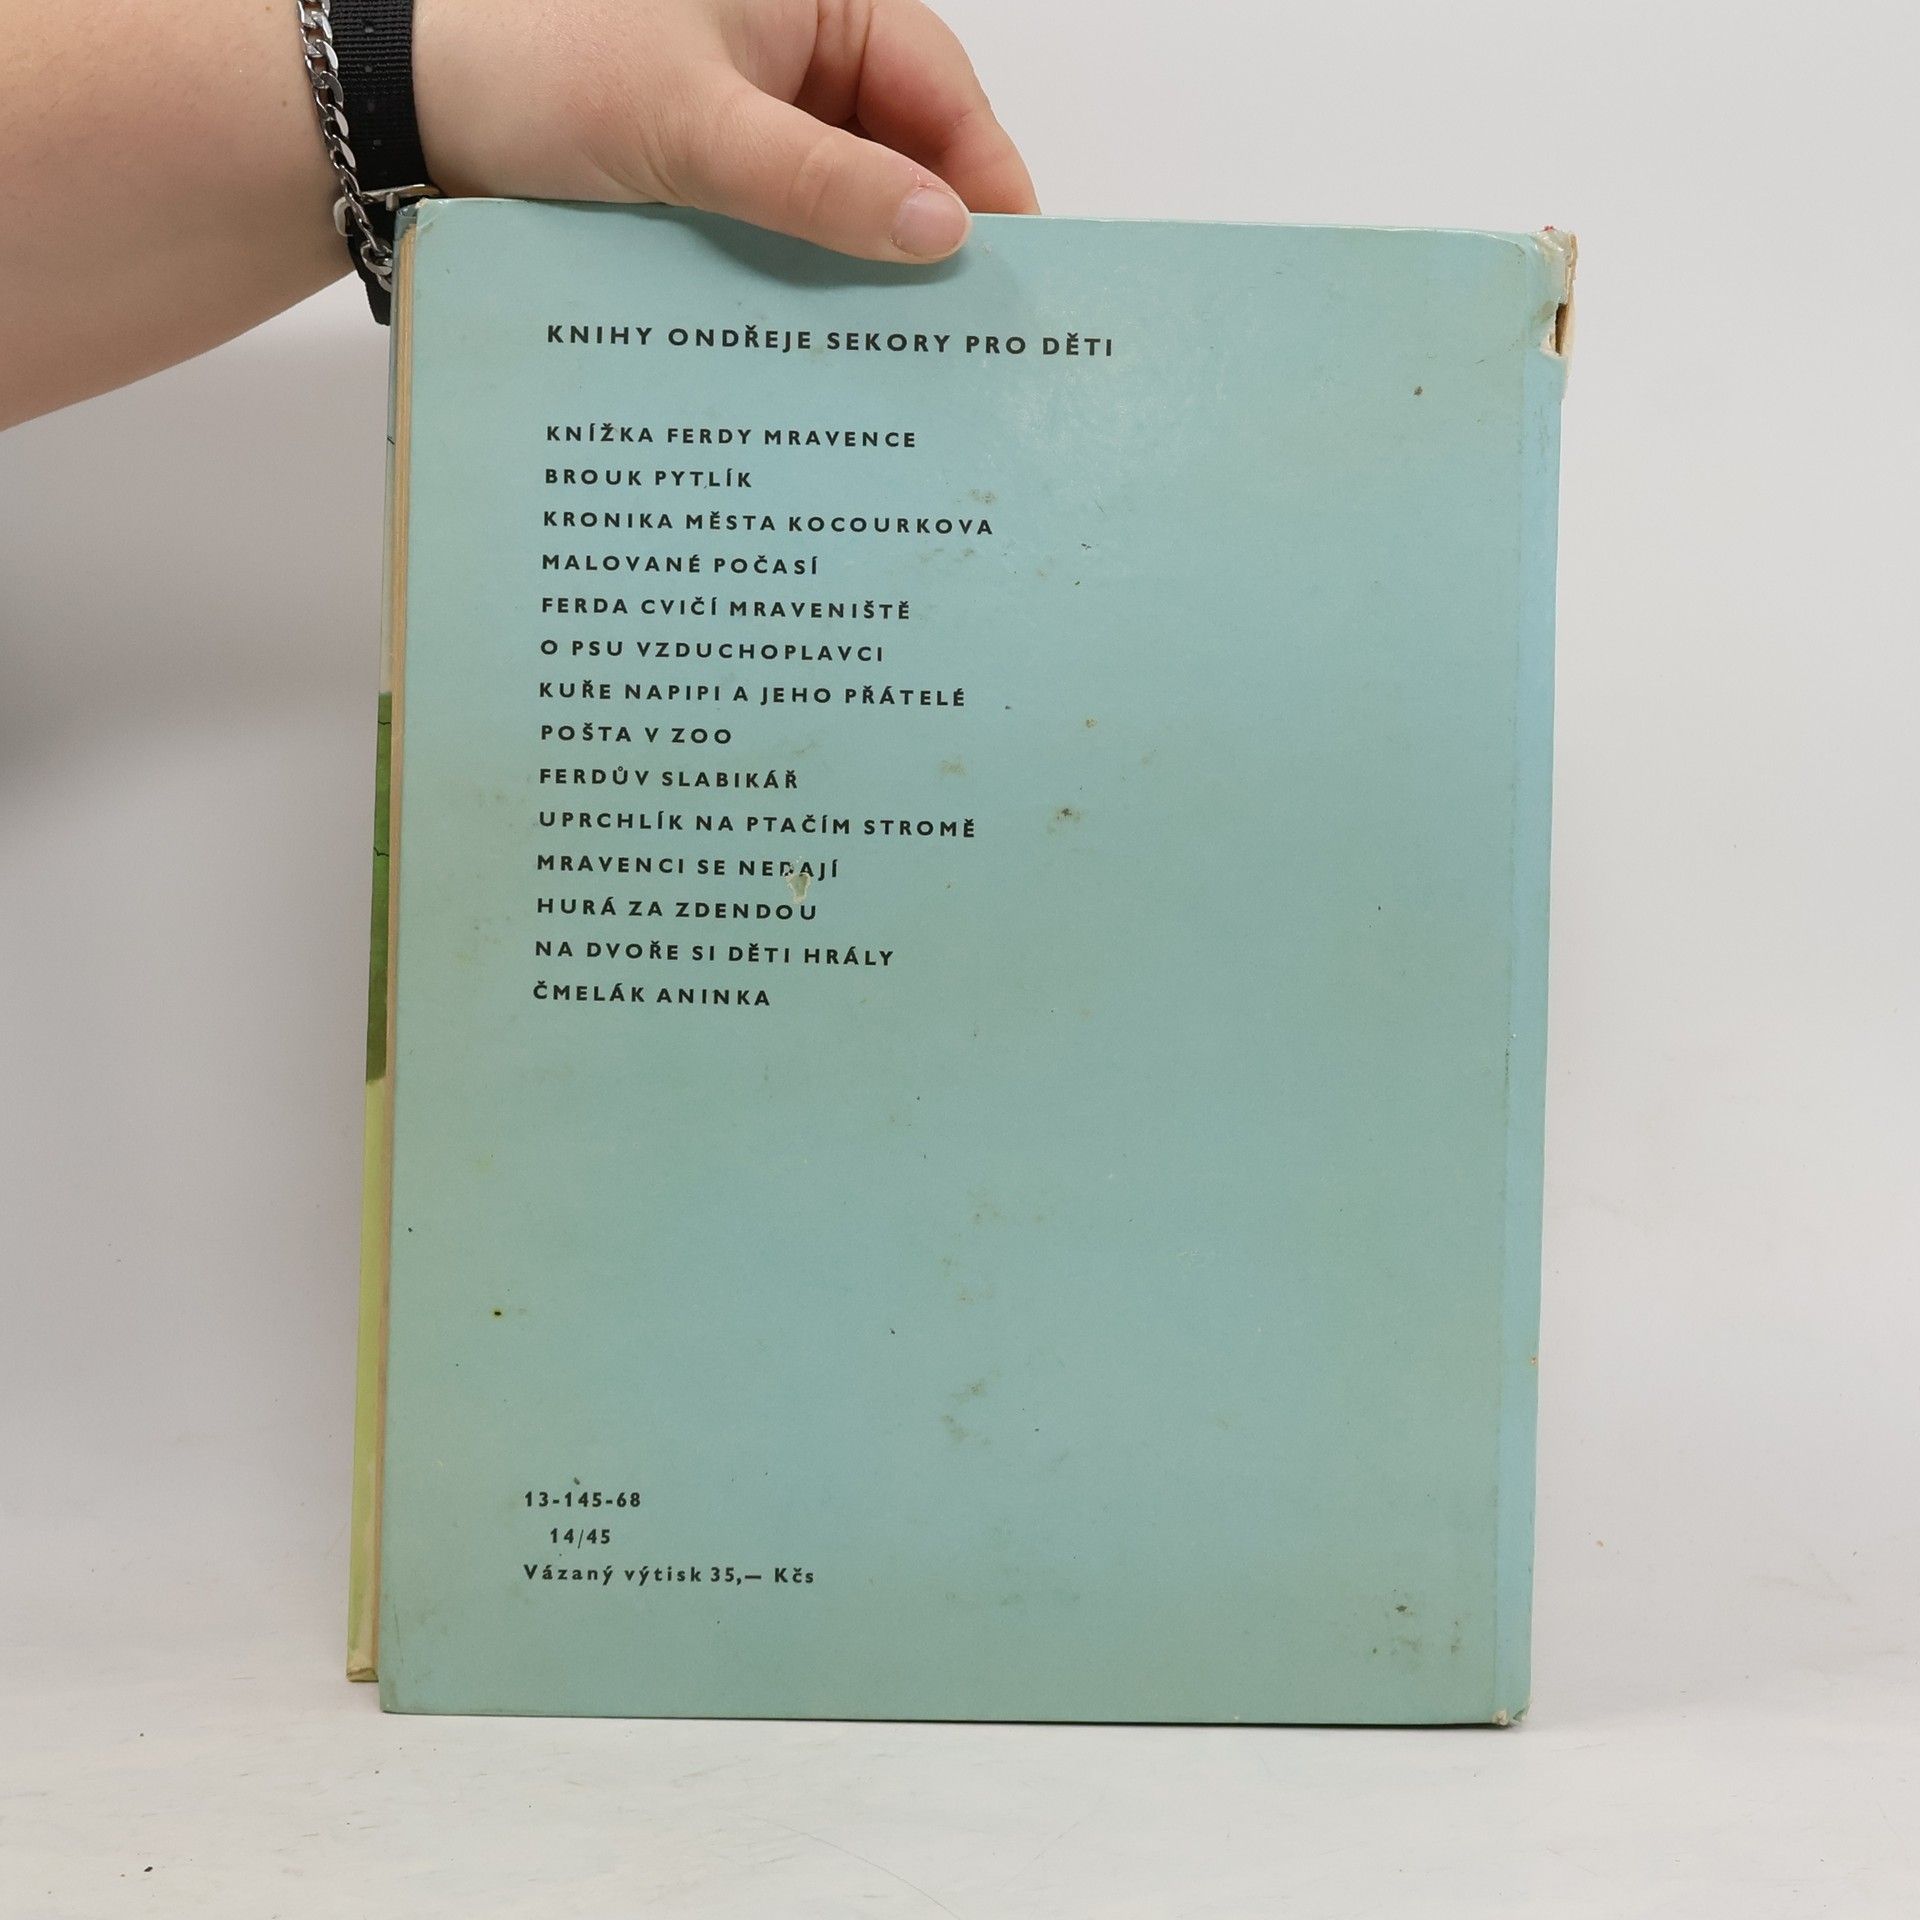 KNIHY ONDŘEJE SEKORY PRO DĚTI
KNÍŽKA FERDY MRAVENCE
BROUK PYTLÍK
KRONIKA MĚSTA KOCOURKOVA
MALOVANÉ POČASÍ
FERDA CVIČÍ MRAVENIŠTĚ
O PSU VZDUCHOPLAVCI
KUŘE NAPIPI A JEHO PŘÁTELÉ
POŠTA V ZOO
FERDŮV SLABIKÁŘ
UPRCHLÍK NA PTAČÍM STROMĚ
MRAVENCI SE NEDAJÍ
HURÁ ZA ZDENDOU
NA DVOŘE SI DĚTI HRÁLY
ČMELÁK ANINKA
13-145-68
14/45
Vázaný výtisk 35,— Kčs